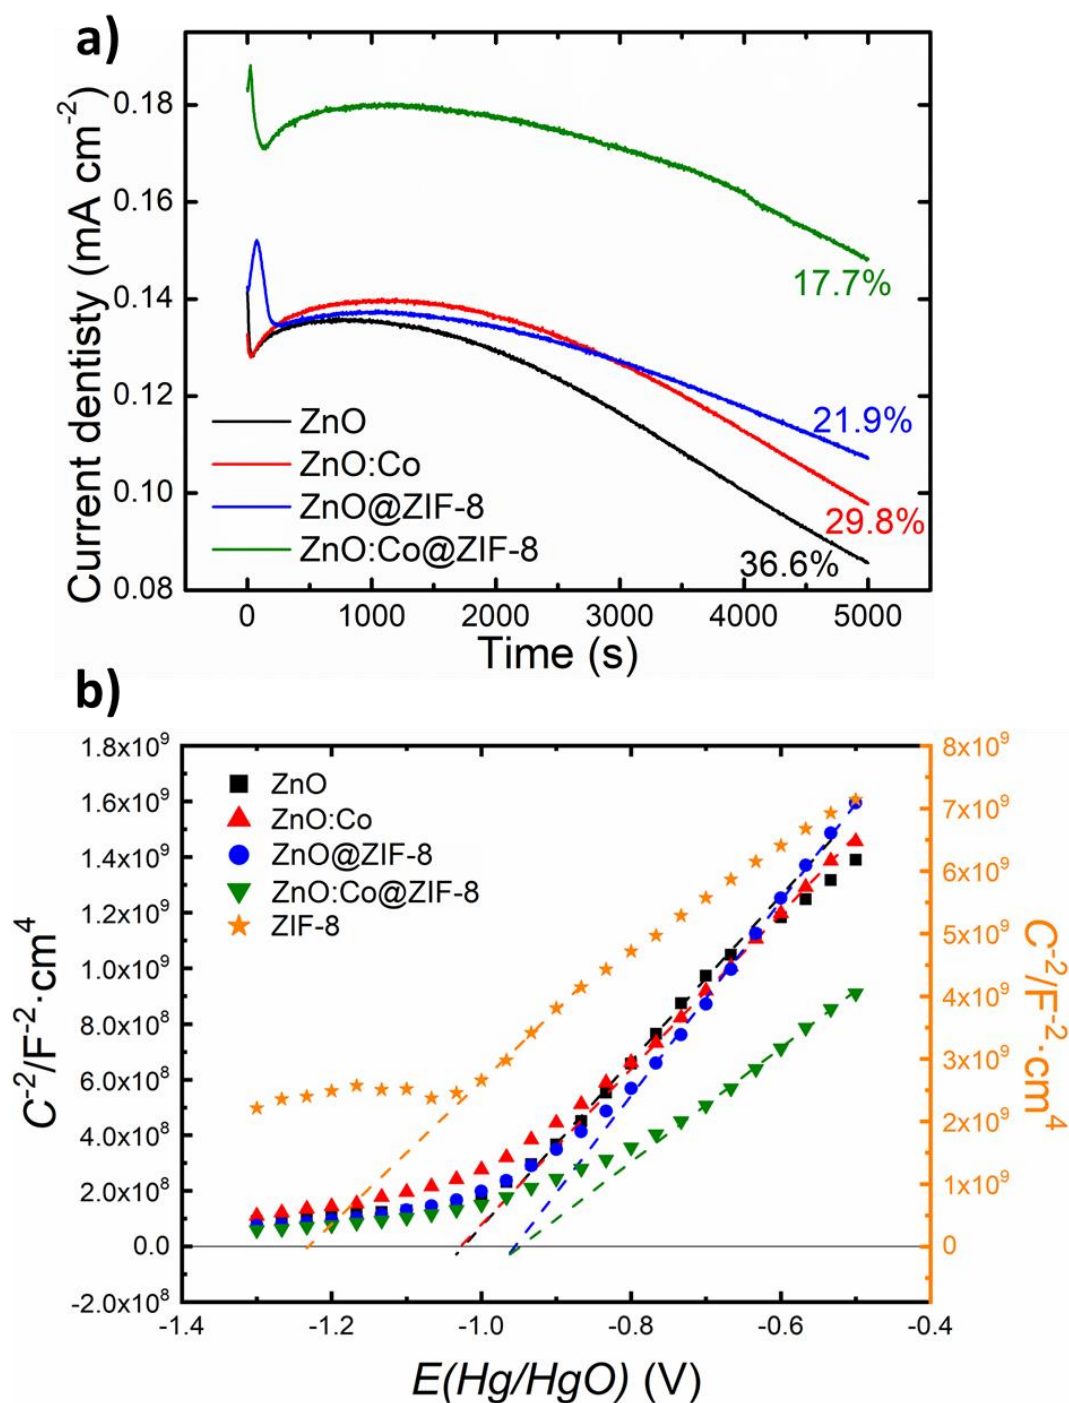 a)
Current dentisty (mA cm⁻²)
0.18
0.16
0.14
0.12
0.10
0.08
17.7%
21.9%
29.8%
36.6%
ZnO
ZnO:Co
ZnO@ZIF-8
ZnO:Co@ZIF-8
0 1000 2000 3000 4000 5000
Time (s)
b)
C⁻²/F⁻²·cm⁴
1.8x10⁹
1.6x10⁹
1.4x10⁹
1.2x10⁹
1.0x10⁹
8.0x10⁸
6.0x10⁸
4.0x10⁸
2.0x10⁸
0.0
-2.0x10⁸
ZnO
ZnO:Co
ZnO@ZIF-8
ZnO:Co@ZIF-8
ZIF-8
8x10⁹
7x10⁹
6x10⁹
5x10⁹
4x10⁹
3x10⁹
2x10⁹
1x10⁹
0
C⁻²/F⁻²·cm⁴
-1.4 -1.2 -1.0 -0.8 -0.6 -0.4
E(Hg/HgO) (V)